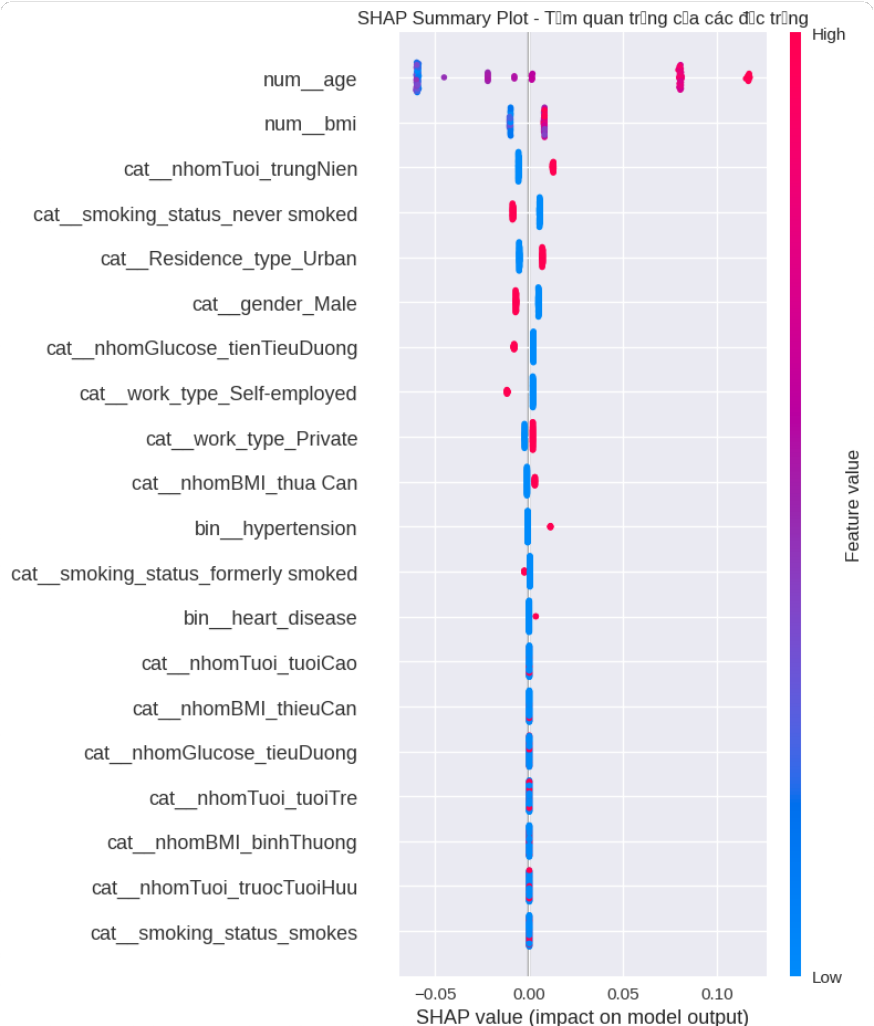 SHAP Summary Plot - T▯m quan tr▯ng c▯a các đ▯c tr▯ng
High
num__age
num__bmi
cat__nhomTuoi_trungNien
cat__smoking_status_never smoked
cat__Residence_type_Urban
cat__gender_Male
cat__nhomGlucose_tienTieuDuong
cat__work_type_Self-employed
cat__work_type_Private
cat__nhomBMI_thua Can
bin__hypertension
cat__smoking_status_formerly smoked
bin__heart_disease
cat__nhomTuoi_tuoiCao
cat__nhomBMI_thieuCan
cat__nhomGlucose_tieuDuong
cat__nhomTuoi_tuoiTre
cat__nhomBMI_binhThuong
cat__nhomTuoi_truocTuoiHuu
cat__smoking_status_smokes
Feature value
Low
−0.05 0.00 0.05 0.10
SHAP value (impact on model output)